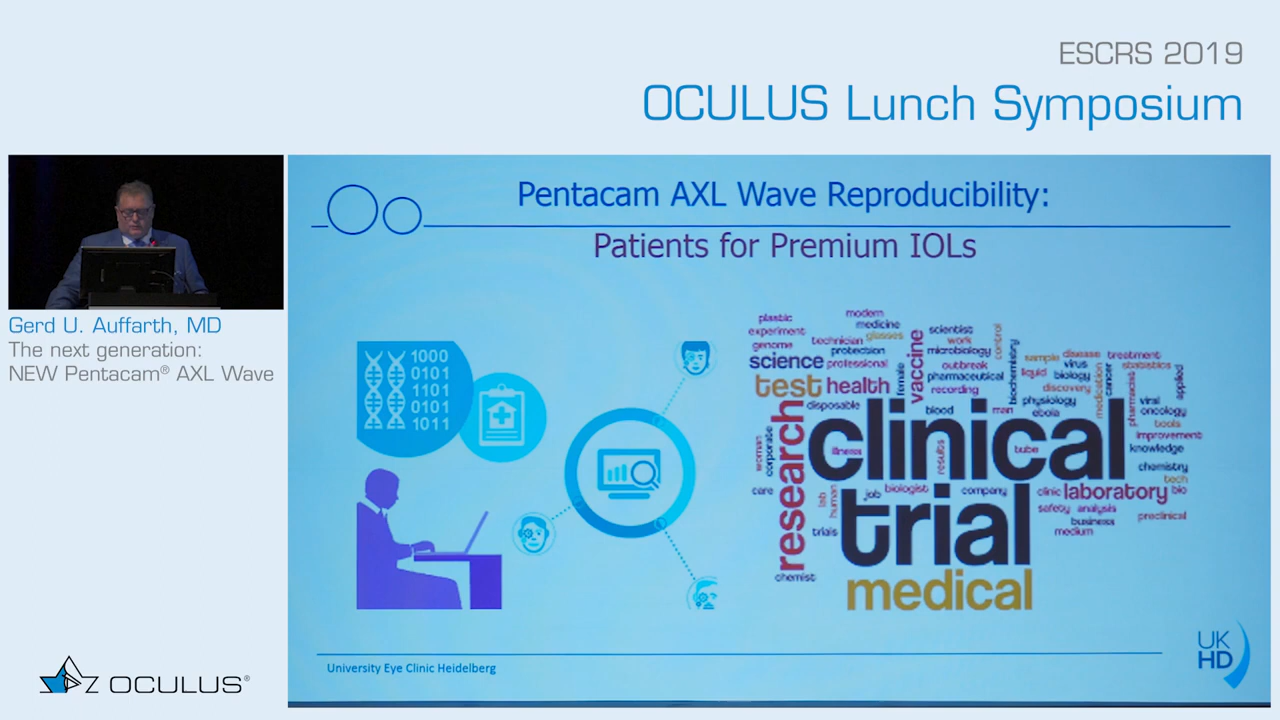 ESCRS 2019
OCULUS Lunch Symposium
Gerd U. Auffarth, MD
The next generation:
NEW Pentacam® AXL Wave
OCULUS®
Pentacam AXL Wave Reproducibility:
Patients for Premium IOLs
1000
0101
1101
0101
1011
plastic
modern
experiment
medicine
genome
technician
glasses
scientist
work
control
protection
microbiology
science
professional
vaccine
outbreak
biochemistry
sample
disease
treatment
virus
statistics
liquid
biology
test
health
female
pharmaceutical
recording
discovery
medication
cancer
pharmacist
applied
physiology
viral
disposable
blood
man
ebola
oncology
tools
research
clinical
improvement
woman
corporate
illness
results
tube
knowledge
chemistry
tech
care
lab
human
job
biologist
company
clinic
laboratory
bio
trial
safety
analysis
preclinical
business
trials
medium
chemist
medical
University Eye Clinic Heidelberg
UK
HD